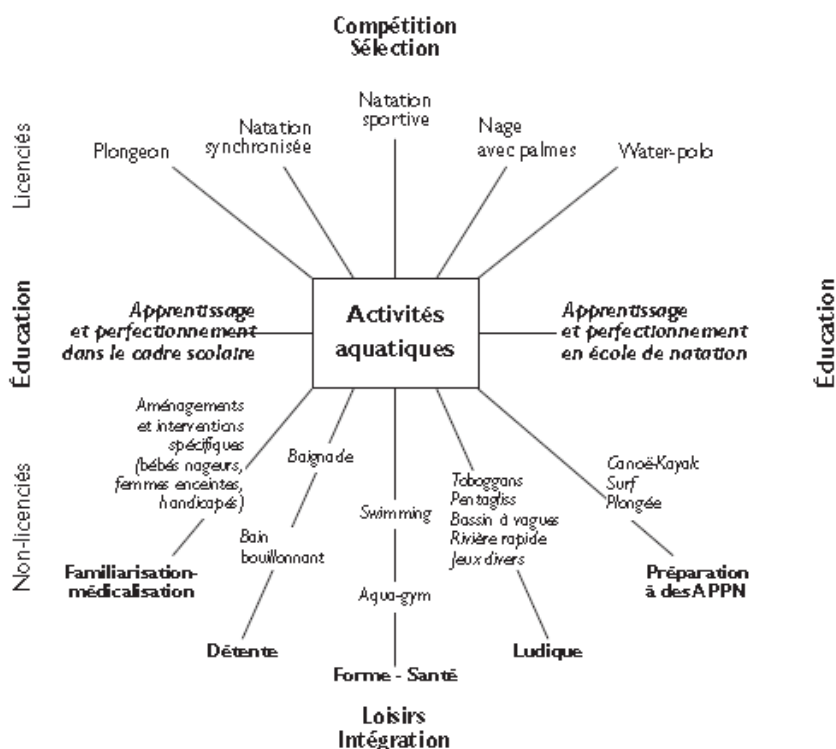 Compétition
Sélection
Licenciés
Plongeon
Natation
synchronisée
Natation
sportive
Nage
avec palmes
Water-polo
Éducation
Apprentissage
et perfectionnement
dans le cadre scolaire
Activités
aquatiques
Apprentissage
et perfectionnement
en école de natation
Éducation
Non-licenciés
Aménagements
et interventions
spécifiques
(bébés nageurs,
femmes enceintes,
handicapés)
Familiarisation-
médicalisation
Baignade
Bain
bouillonnant
Détente
Swimming
Aqua-gym
Forme - Santé
Toboggans
Pentagliss
Bassin à vagues
Rivière rapide
Jeux divers
Ludique
Canoë-Kayak
Surf
Plongée
Préparation
à des APPN
Loisirs
Intégration